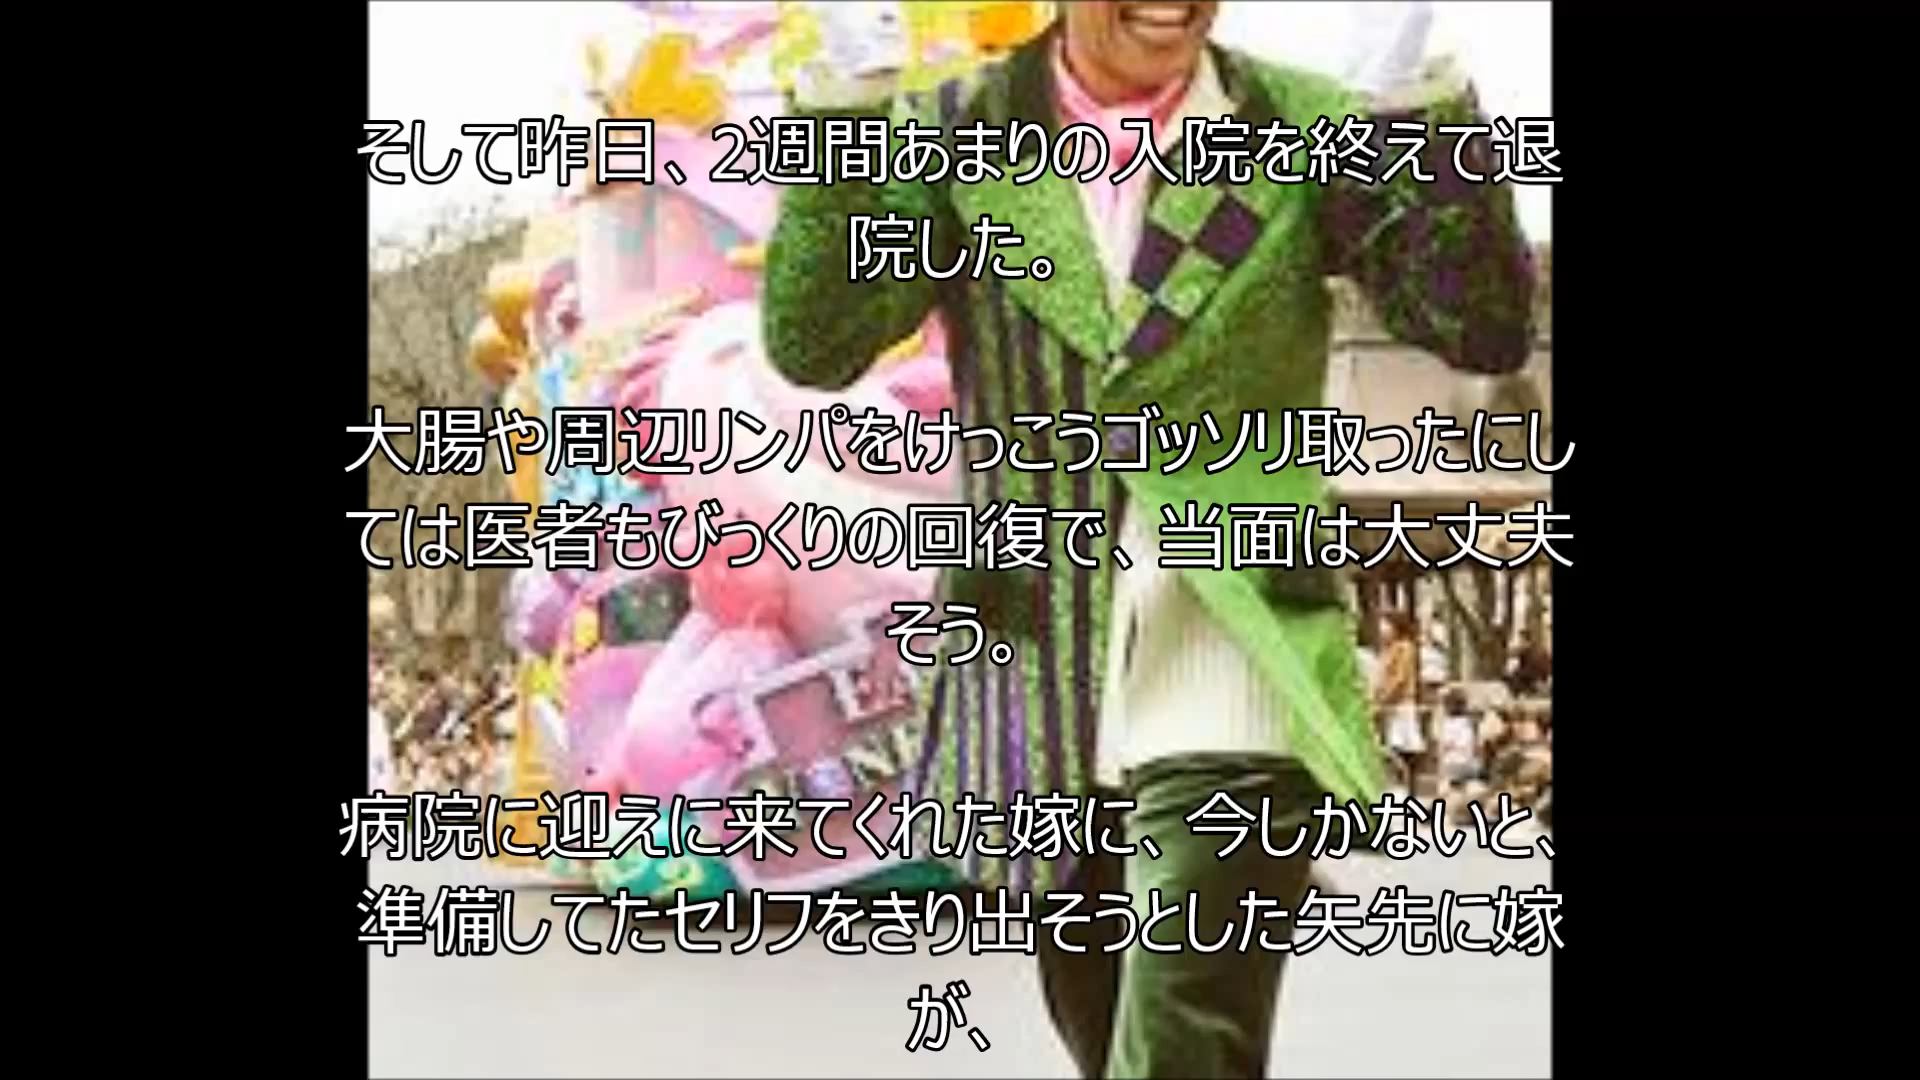 そして昨日、2週間あまりの入院を終えて退
院した。
大腸や周辺リンパをけっこうゴッソリ取ったにし
ては医者もびっくりの回復で、当面は大丈夫
そう。
病院に迎えに来てくれた嫁に、今しかないと、
準備してたセリフをきり出そうとした矢先に嫁
が、